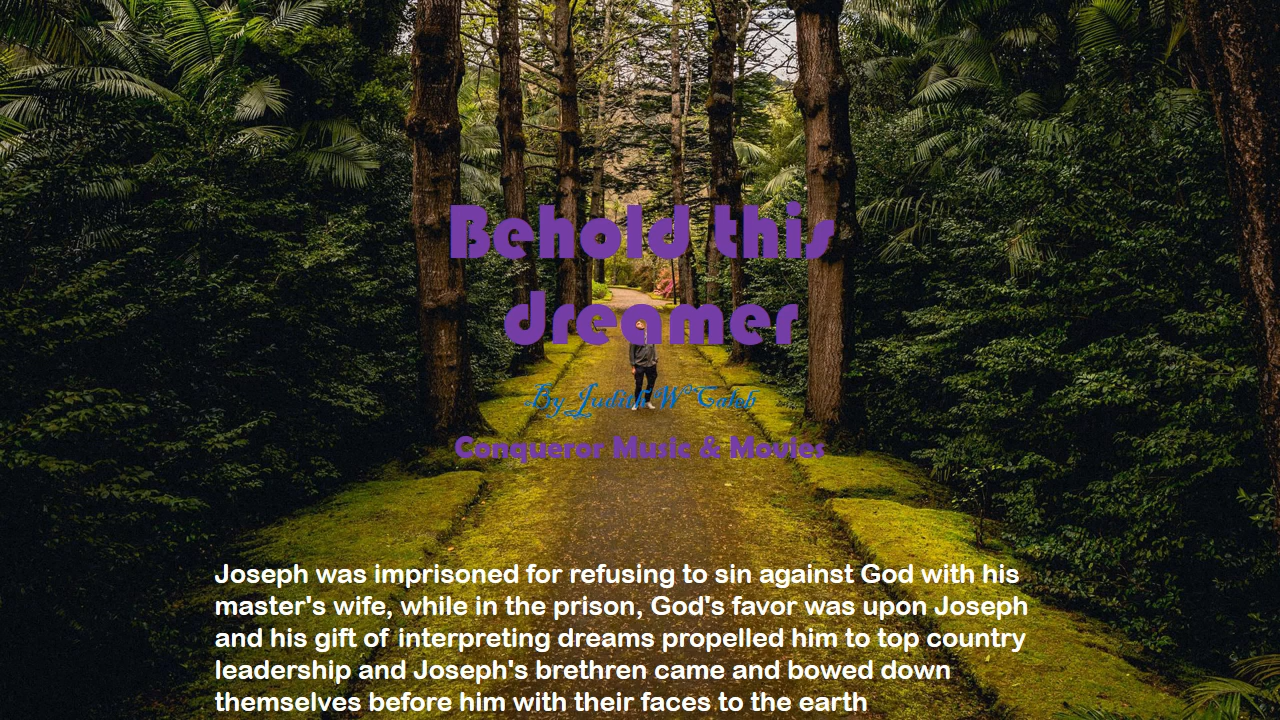 Behold this
dreamer
By Judith W Caleb
Conqueror Music & Movies
Joseph was imprisoned for refusing to sin against God with his
master's wife, while in the prison, God's favor was upon Joseph
and his gift of interpreting dreams propelled him to top country
leadership and Joseph's brethren came and bowed down
themselves before him with their faces to the earth